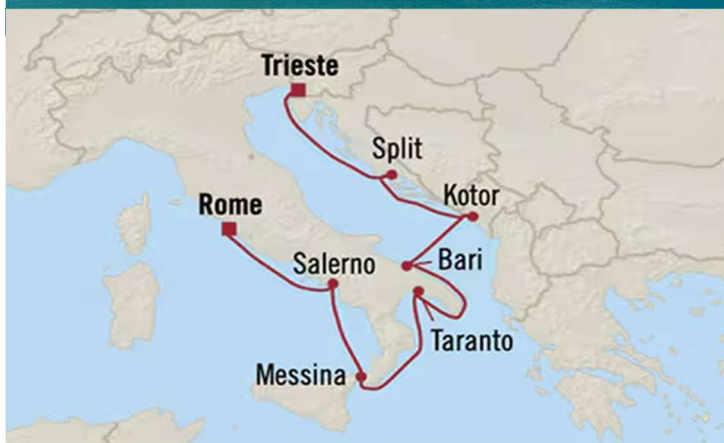 Trieste
Split
Kotor
Rome
Salerno
Bari
Taranto
Messina